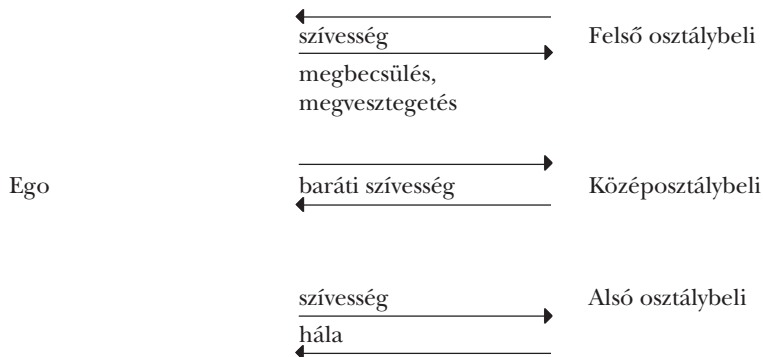 szívesség Felső osztálybeli
megbecsülés,
megvesztegetés
Ego baráti szívesség Középosztálybeli
szívesség Alsó osztálybeli
hála